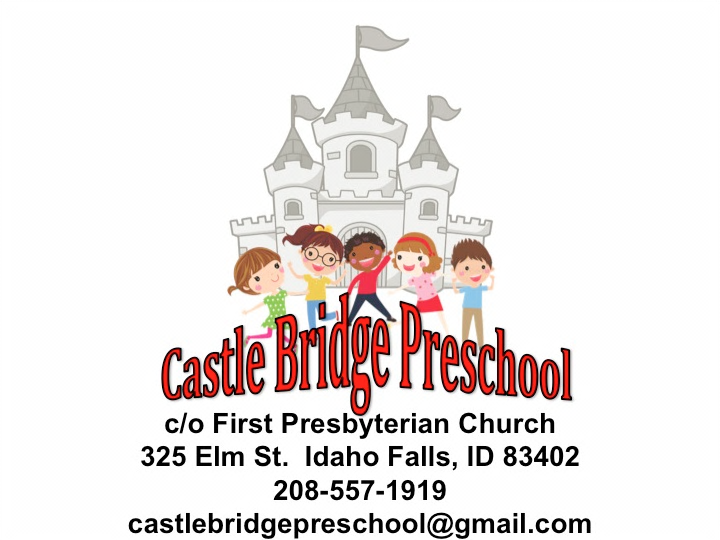 Castle Bridge Preschool
c/o First Presbyterian Church
325 Elm St.  Idaho Falls, ID 83402
208-557-1919
castlebridgepreschool@gmail.com